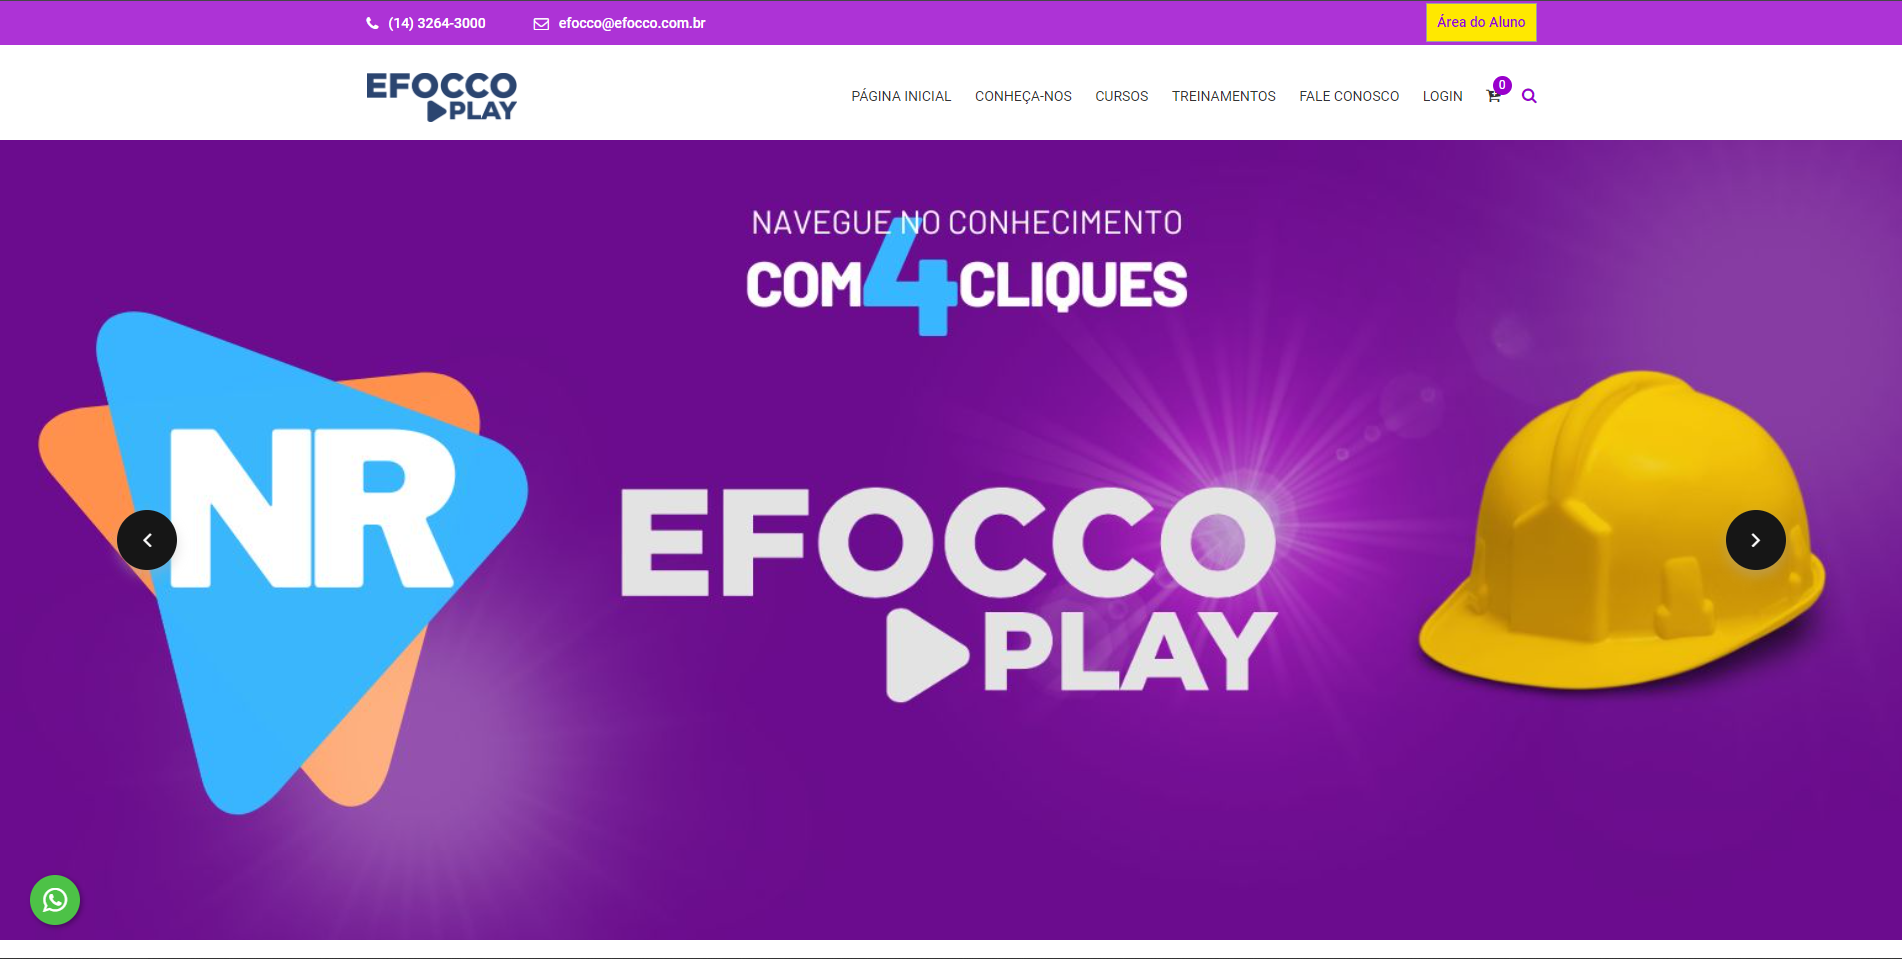 (14) 3264-3000
efocco@efocco.com.br
Área do Aluno
EFOCCO
PLAY
PÁGINA INICIAL
CONHEÇA-NOS
CURSOS
TREINAMENTOS
FALE CONOSCO
LOGIN
0
NAVEGUE NO CONHECIMENTO
COM 4 CLIQUES
NR
EFOCCO
PLAY